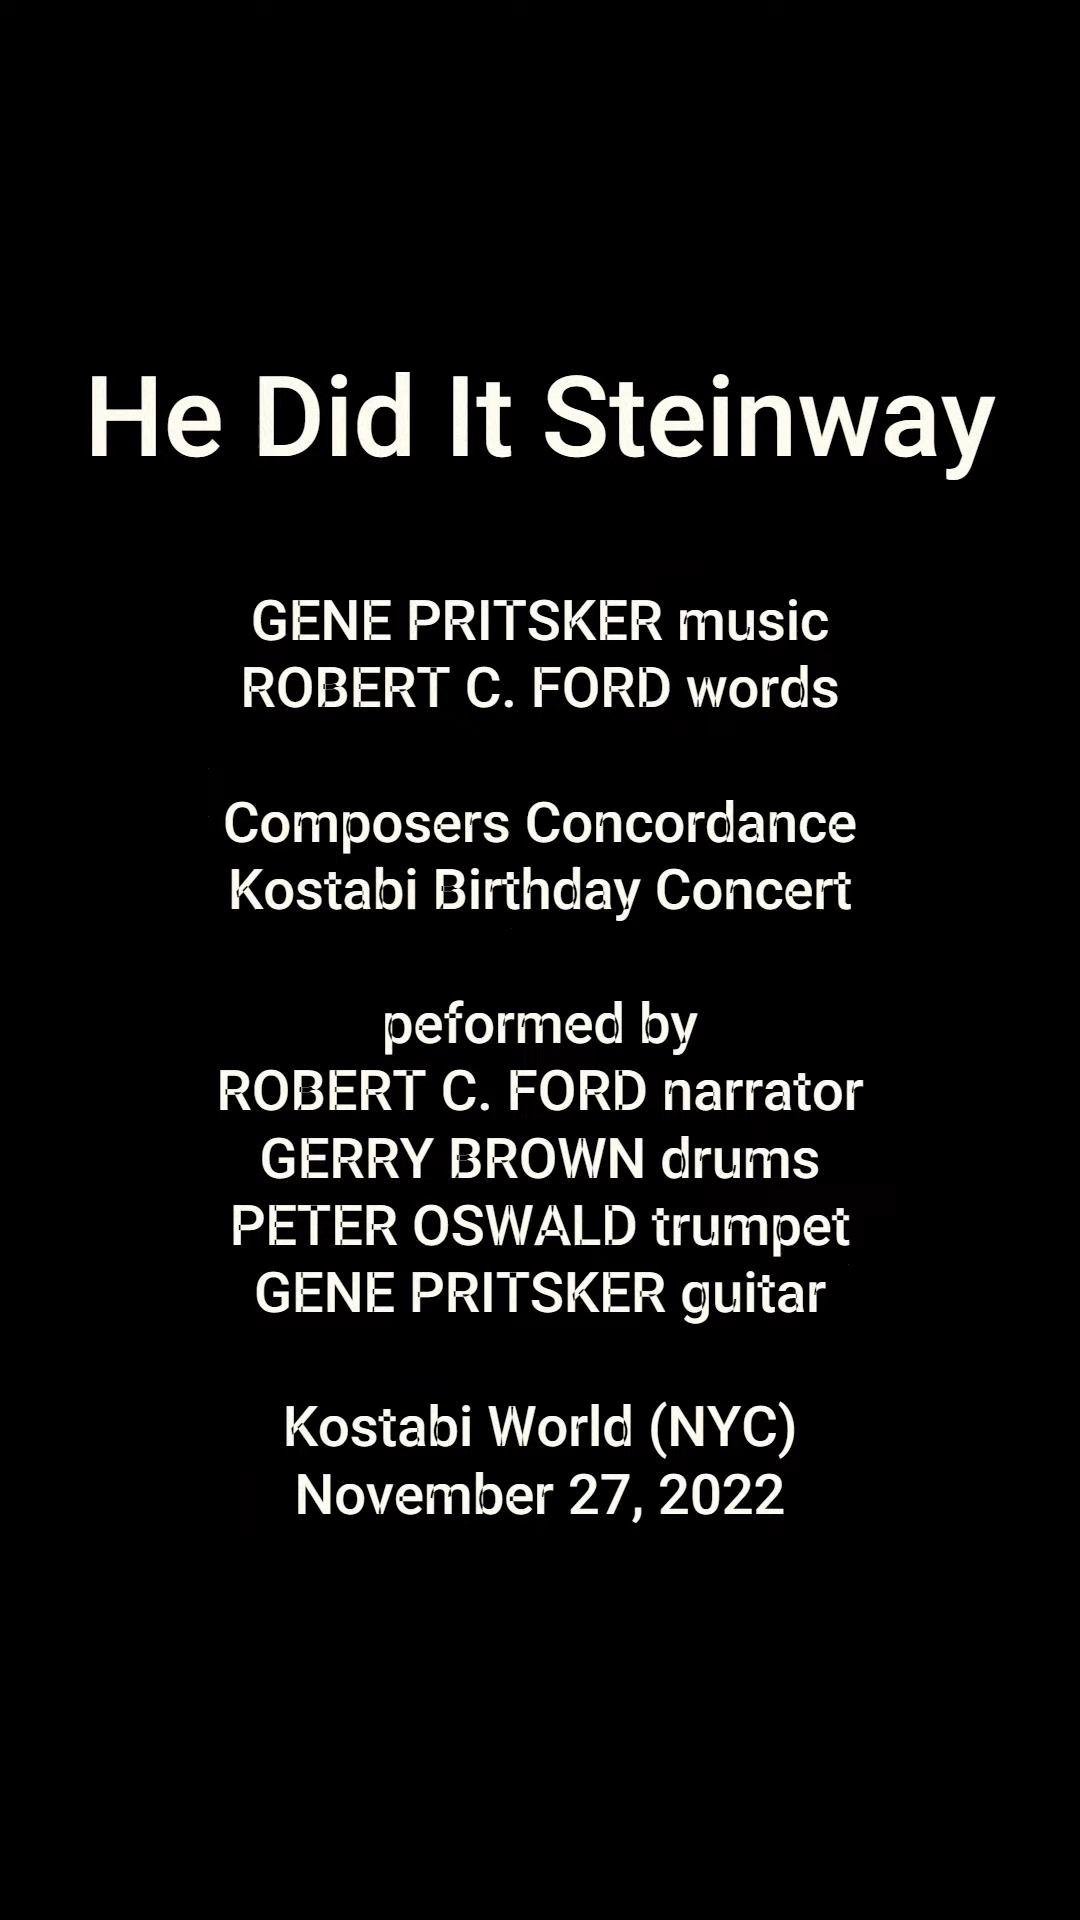 He Did It Steinway
GENE PRITSKER music
ROBERT C. FORD words
Composers Concordance
Kostabi Birthday Concert
peformed by
ROBERT C. FORD narrator
GERRY BROWN drums
PETER OSWALD trumpet
GENE PRITSKER guitar
Kostabi World (NYC)
November 27, 2022